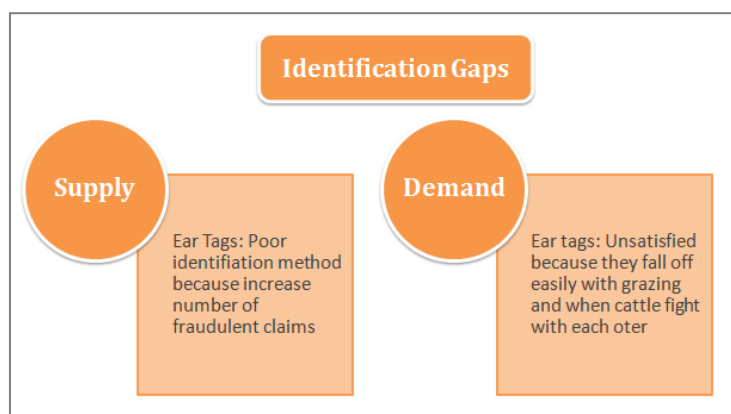 Identification Gaps
Supply
Ear Tags: Poor
identifiation method
because increase
number of
fraudulent claims
Demand
Ear tags: Unsatisfied
because they fall off
easily with grazing
and when cattle fight
with each oter